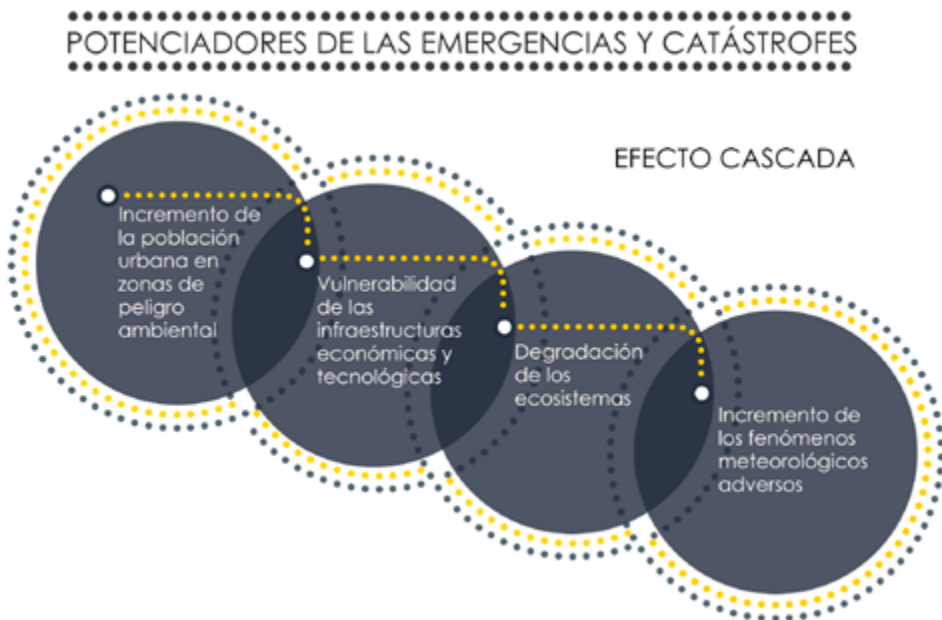 POTENCIADORES DE LAS EMERGENCIAS Y CATÁSTROFES
EFECTO CASCADA
Incremento de
la población
urbana en
zonas de
peligro
ambiental
Vulnerabilidad
de las
infraestructuras
económicas y
tecnológicas
Degradación
de los
ecosistemas
Incremento de
los fenómenos
meteorológicos
adversos